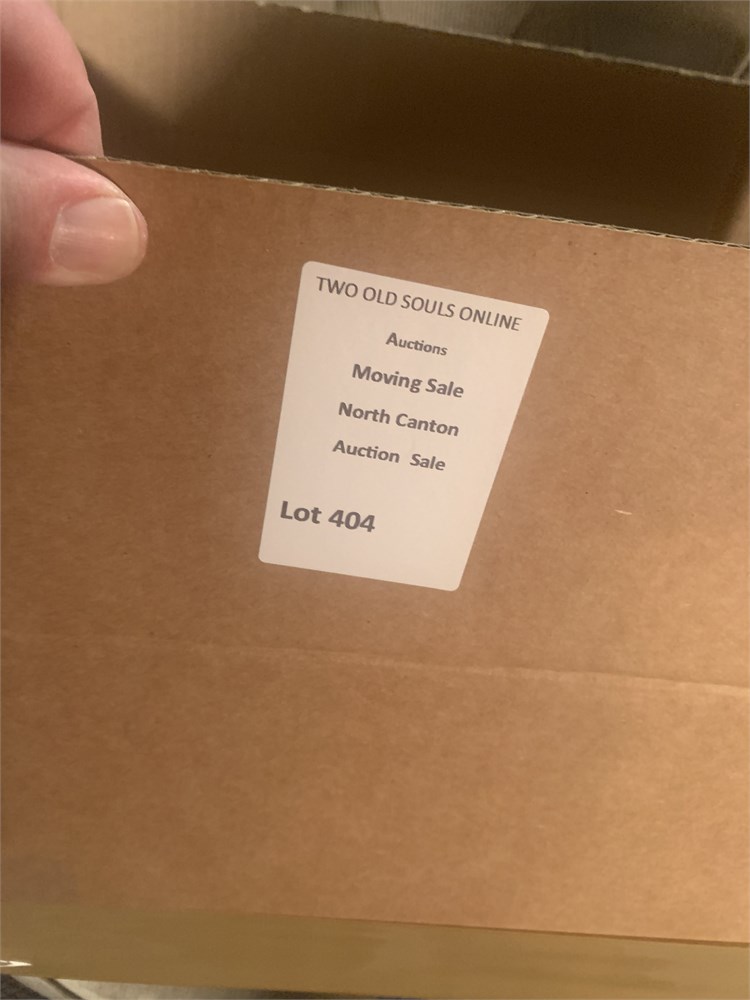 TWO OLD SOULS ONLINE
Auctions
Moving Sale
North Canton
Auction Sale
Lot 404